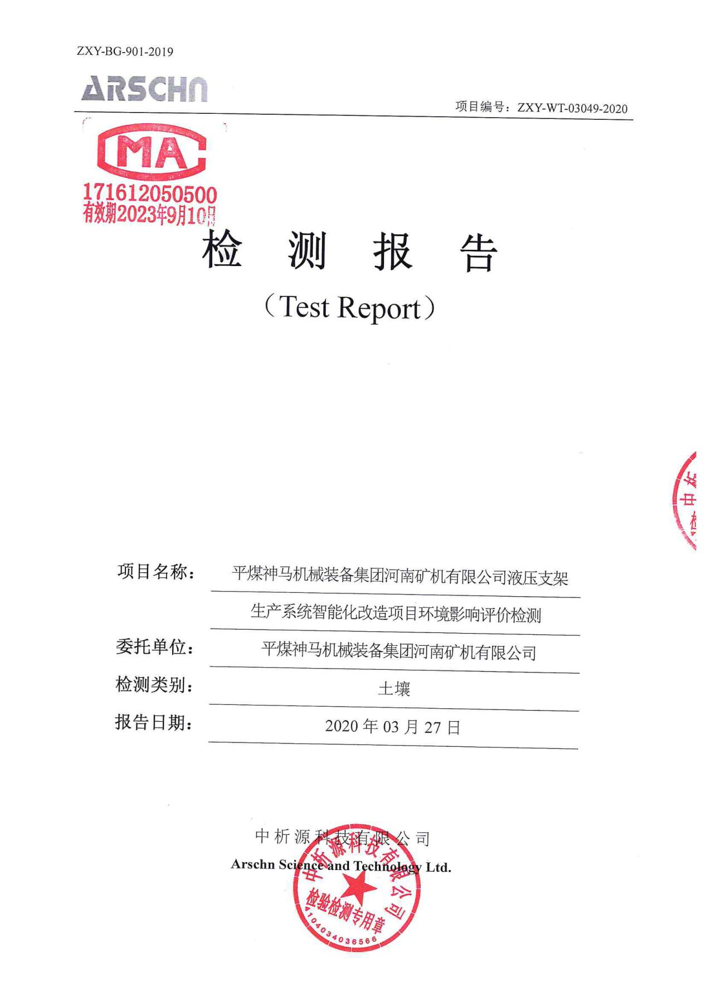 ZXY-BG-901-2019
ARSCHN
项目编号：ZXY-WT-03049-2020
MA
171612050500
有效期2023年9月10日
检 测 报 告
（Test Report）
中析
检
项目名称： 平煤神马机械装备集团河南矿机有限公司液压支架
生产系统智能化改造项目环境影响评价检测
委托单位： 平煤神马机械装备集团河南矿机有限公司
检测类别： 土壤
报告日期： 2020 年 03 月 27 日
中析源科技有限公司
Arschn Science and Technology Ltd.
中析源科技有限公司
检验检测专用章
4104034036566